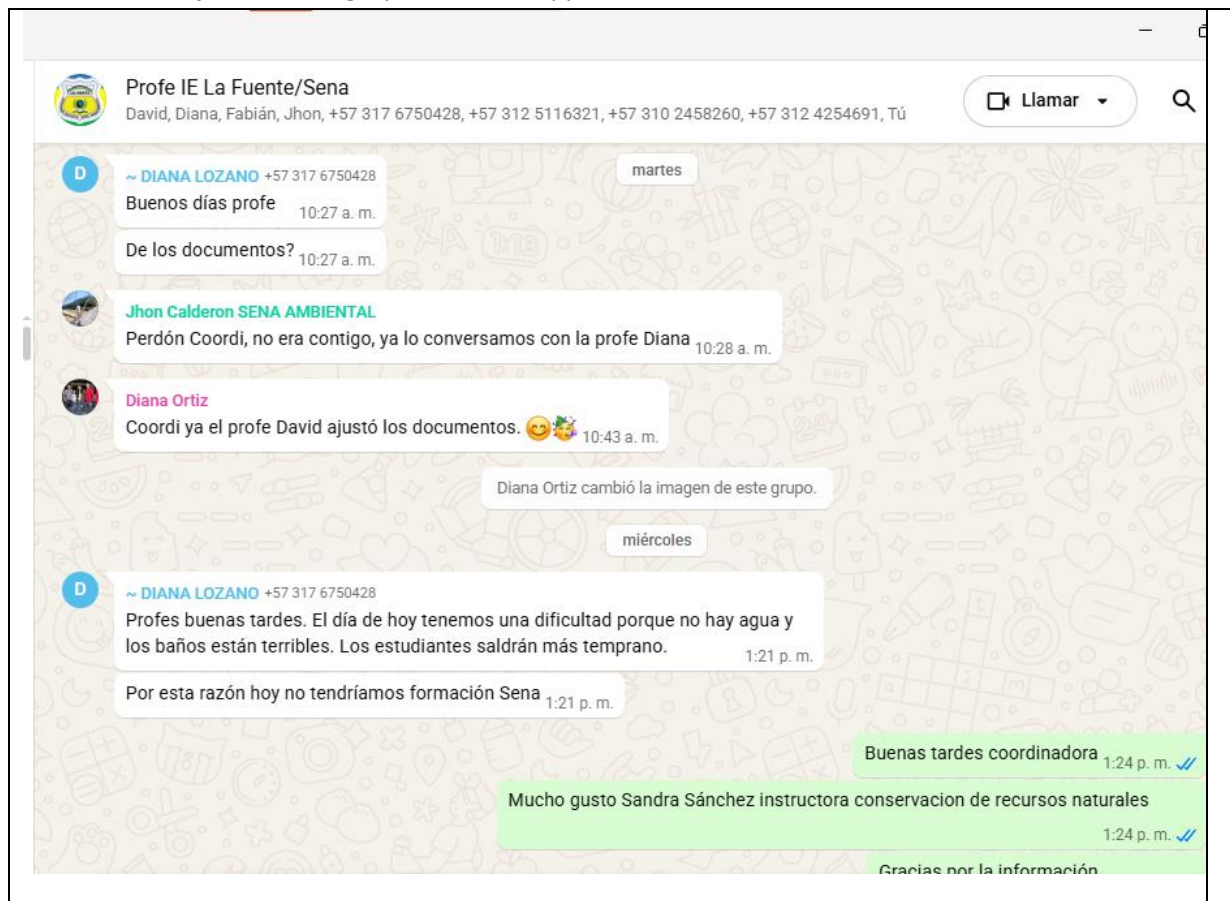 Profe IE La Fuente/Sena
David, Diana, Fabián, Jhon, +57 317 6750428, +57 312 5116321, +57 310 2458260, +57 312 4254691, Tú
Llamar
martes
D
~ DIANA LOZANO +57 317 6750428
Buenos días profe 10:27 a. m.
De los documentos? 10:27 a. m.
Jhon Calderon SENA AMBIENTAL
Perdón Coordi, no era contigo, ya lo conversamos con la profe Diana 10:28 a. m.
Diana Ortiz
Coordi ya el profe David ajustó los documentos. 😊🥳 10:43 a. m.
Diana Ortiz cambió la imagen de este grupo.
miércoles
D
~ DIANA LOZANO +57 317 6750428
Profes buenas tardes. El día de hoy tenemos una dificultad porque no hay agua y
los baños están terribles. Los estudiantes saldrán más temprano. 1:21 p. m.
Por esta razón hoy no tendríamos formación Sena 1:21 p. m.
Buenas tardes coordinadora 1:24 p. m.
Mucho gusto Sandra Sánchez instructora conservacion de recursos naturales
1:24 p. m.
Gracias por la información